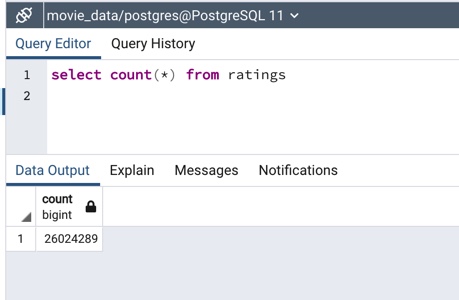 movie_data/postgres@PostgreSQL 11
Query Editor Query History
1 select count(*) from ratings
2
Data Output Explain Messages Notifications
count
bigint
1 26024289